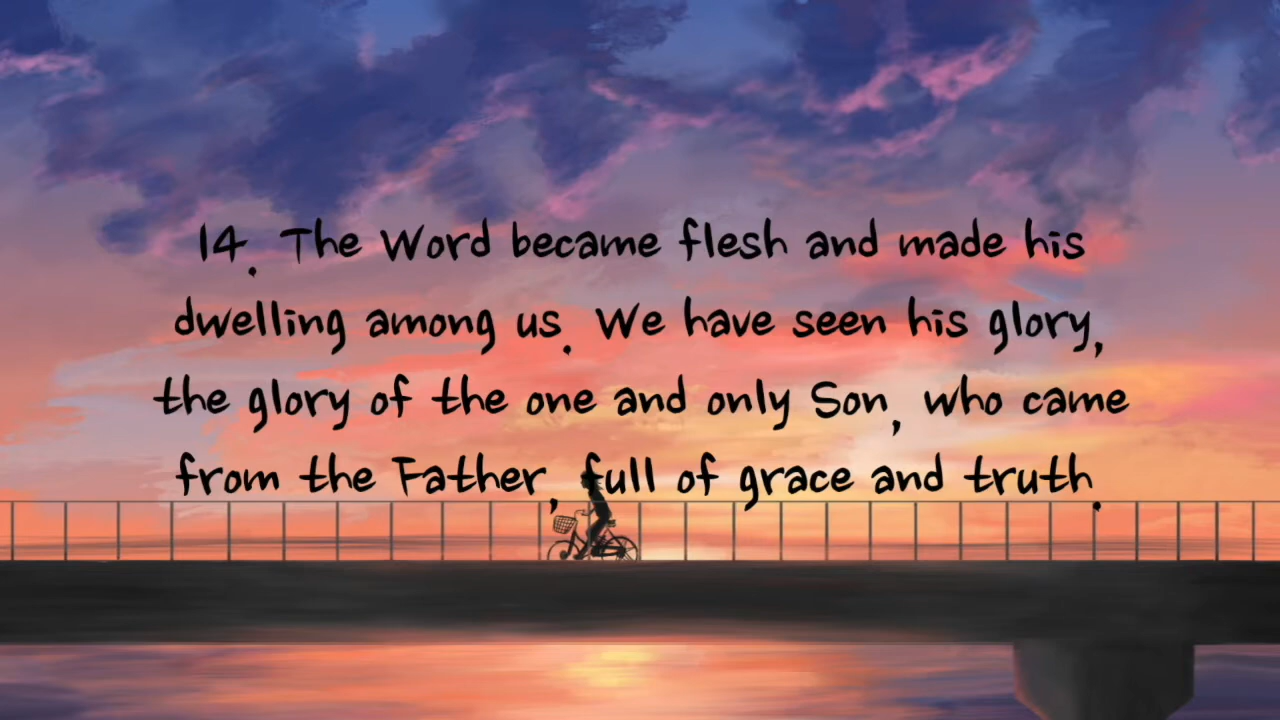 14. The Word became flesh and made his
dwelling among us. We have seen his glory,
the glory of the one and only Son, who came
from the Father, full of grace and truth.